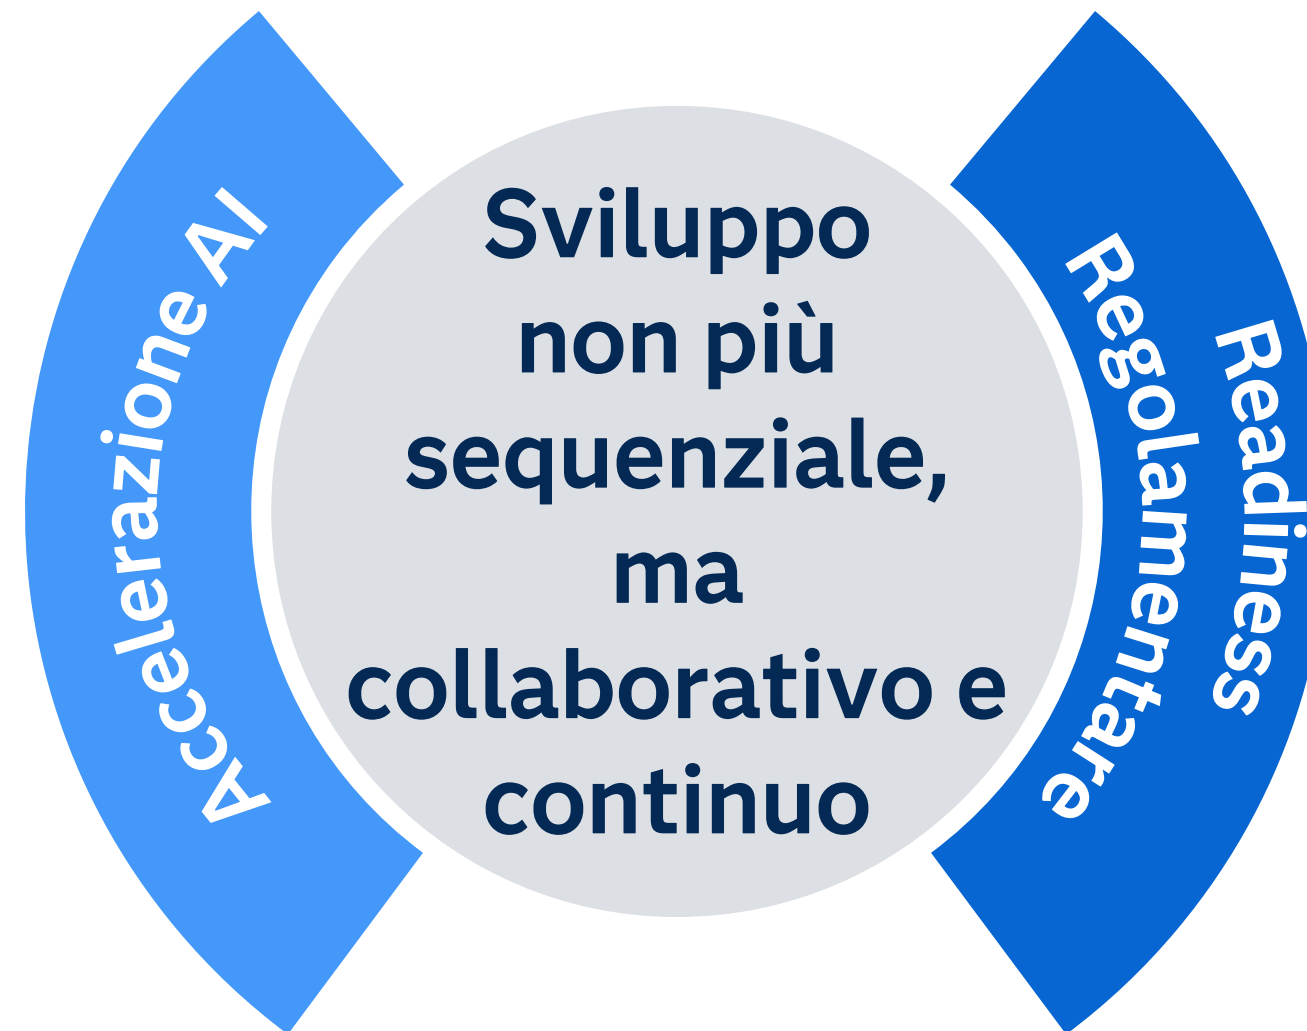 Accelerazione AI
Sviluppo
non più
sequenziale,
ma
collaborativo e
continuo
Readiness
Regolamentare